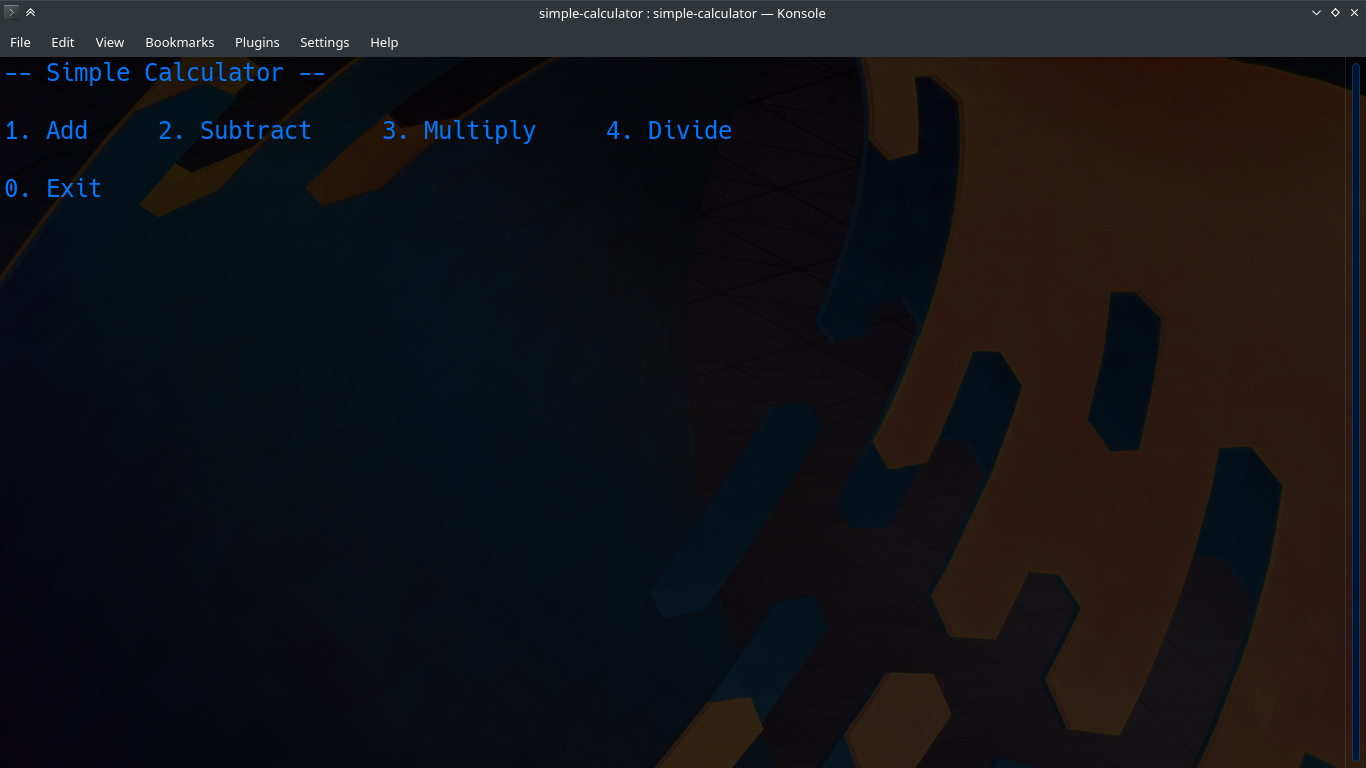 simple-calculator : simple-calculator — Konsole
File Edit View Bookmarks Plugins Settings Help
-- Simple Calculator --
1. Add     2. Subtract     3. Multiply     4. Divide
0. Exit